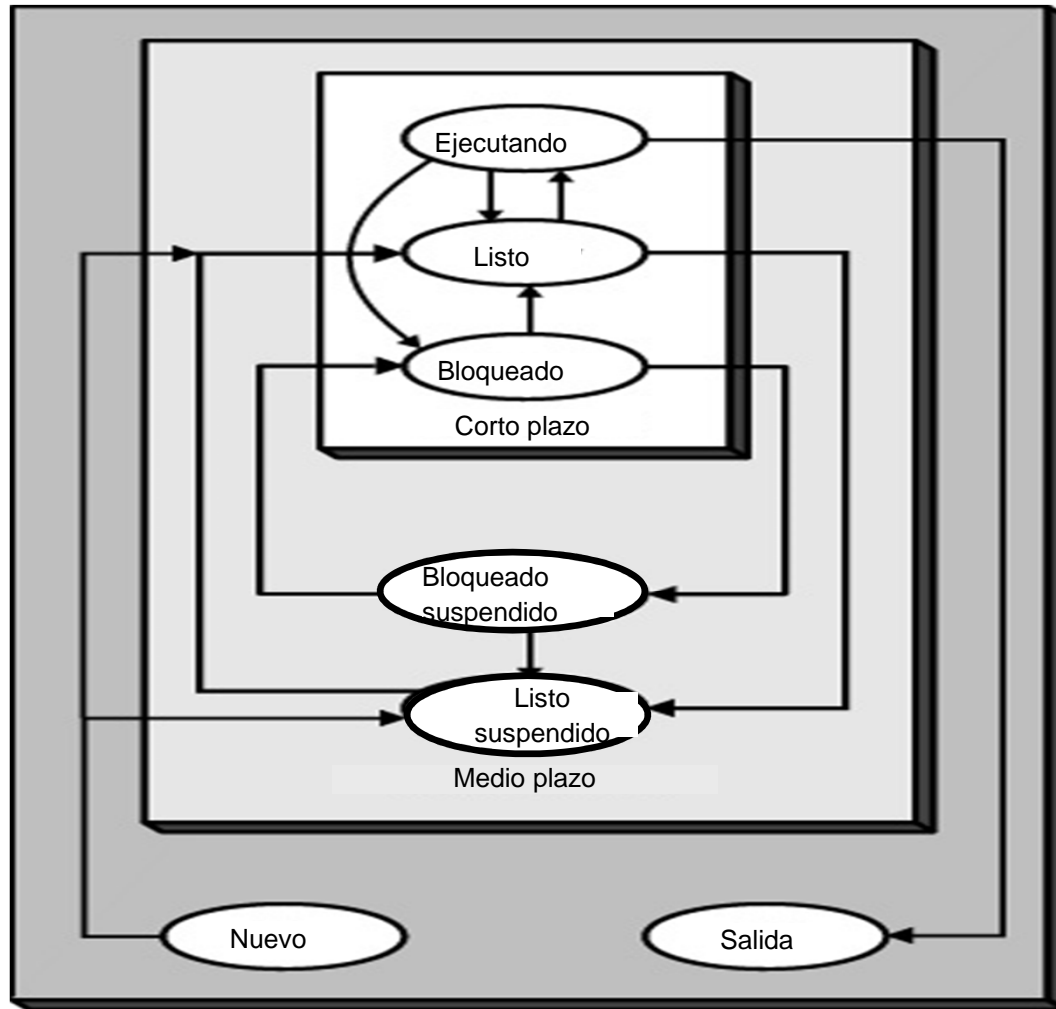 Ejecutando
Listo
Bloqueado
Corto plazo
Bloqueado
suspendido
Listo
suspendido
Medio plazo
Nuevo
Salida